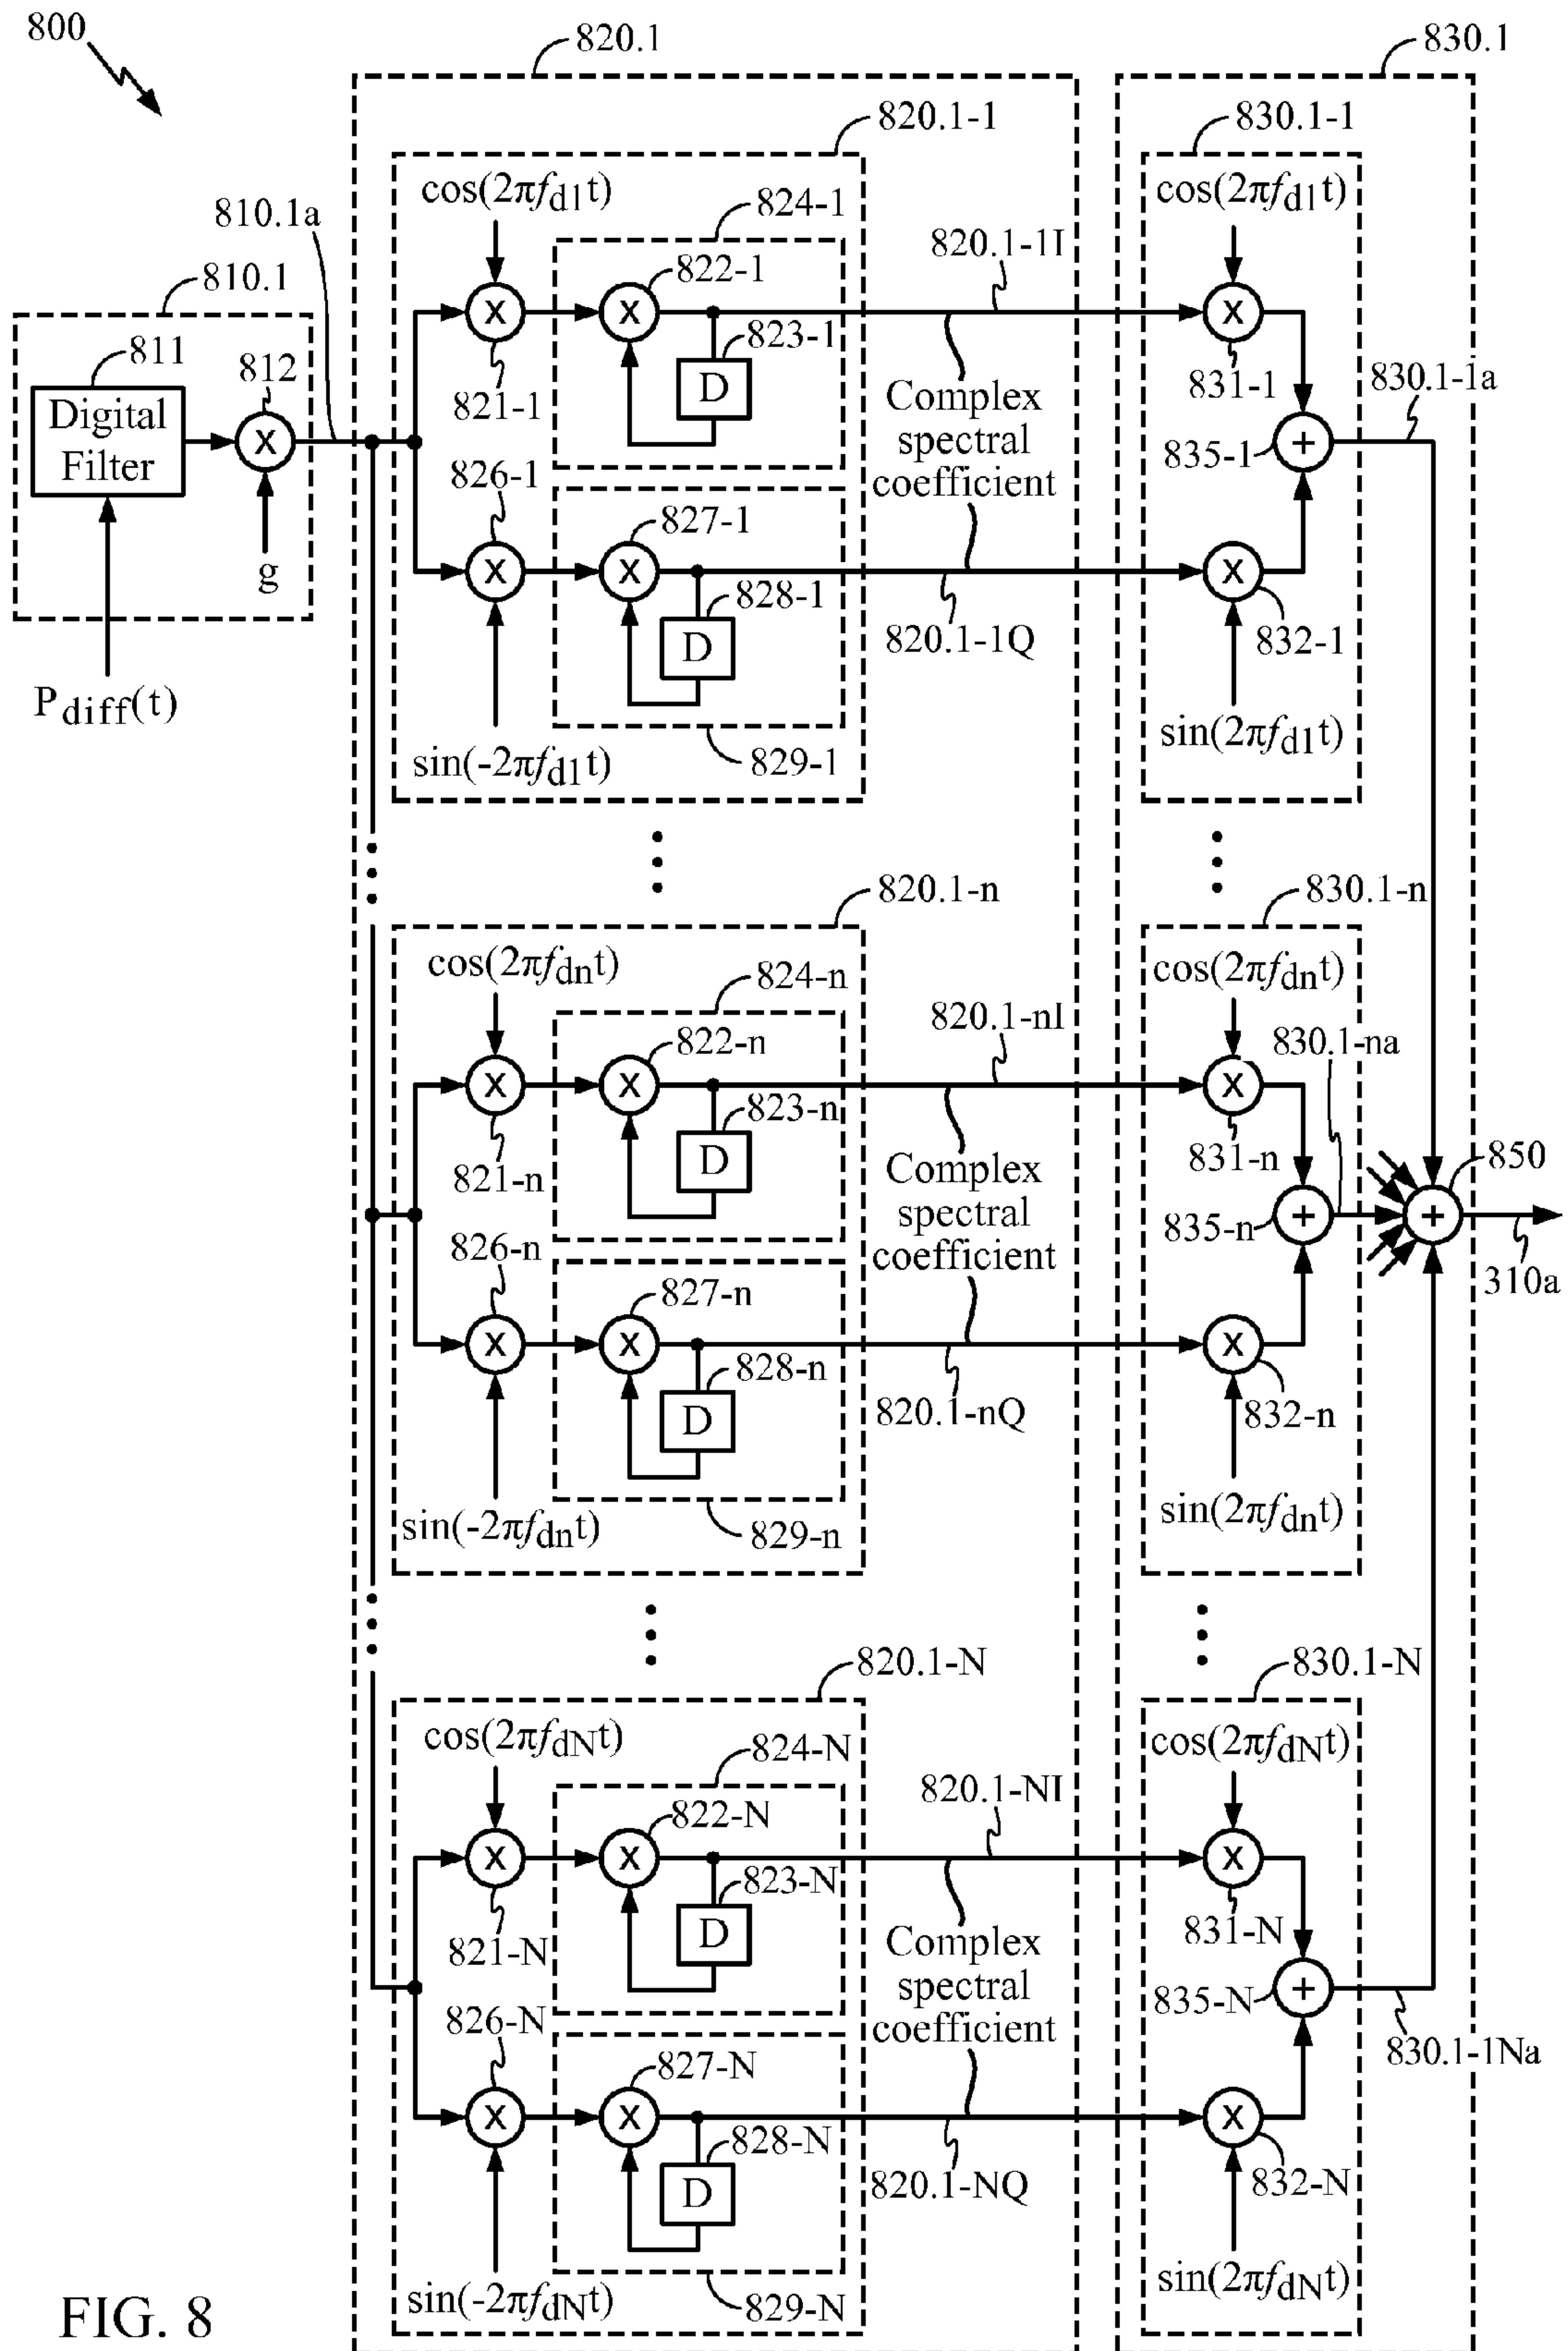 800
820.1
830.1
820.1-1
830.1-1
cos(2πfd1t)
824-1
cos(2πfd1t)
810.1a
820.1-1I
810.1
822-1
811
823-1
812
821-1
831-1
830.1-1a
Digital
Filter
X
X
X
X
D
Complex
spectral
coefficient
835-1
+
826-1
827-1
g
X
X
X
828-1
D
820.1-1Q
832-1
Pdiff(t)
sin(-2πfd1t)
829-1
sin(2πfd1t)
820.1-n
830.1-n
cos(2πfdnt)
824-n
cos(2πfdnt)
820.1-nI
822-n
830.1-na
X
X
X
823-n
D
821-n
831-n
Complex
spectral
coefficient
850
835-n
+
+
826-n
310a
827-n
X
X
X
828-n
D
820.1-nQ
832-n
sin(-2πfdnt)
829-n
sin(2πfdnt)
820.1-N
830.1-N
cos(2πfdNt)
824-N
cos(2πfdNt)
820.1-NI
822-N
X
X
X
823-N
D
821-N
831-N
Complex
spectral
coefficient
835-N
+
826-N
830.1-1Na
827-N
X
X
X
828-N
D
820.1-NQ
832-N
sin(-2πfdNt)
829-N
sin(2πfdNt)
FIG. 8